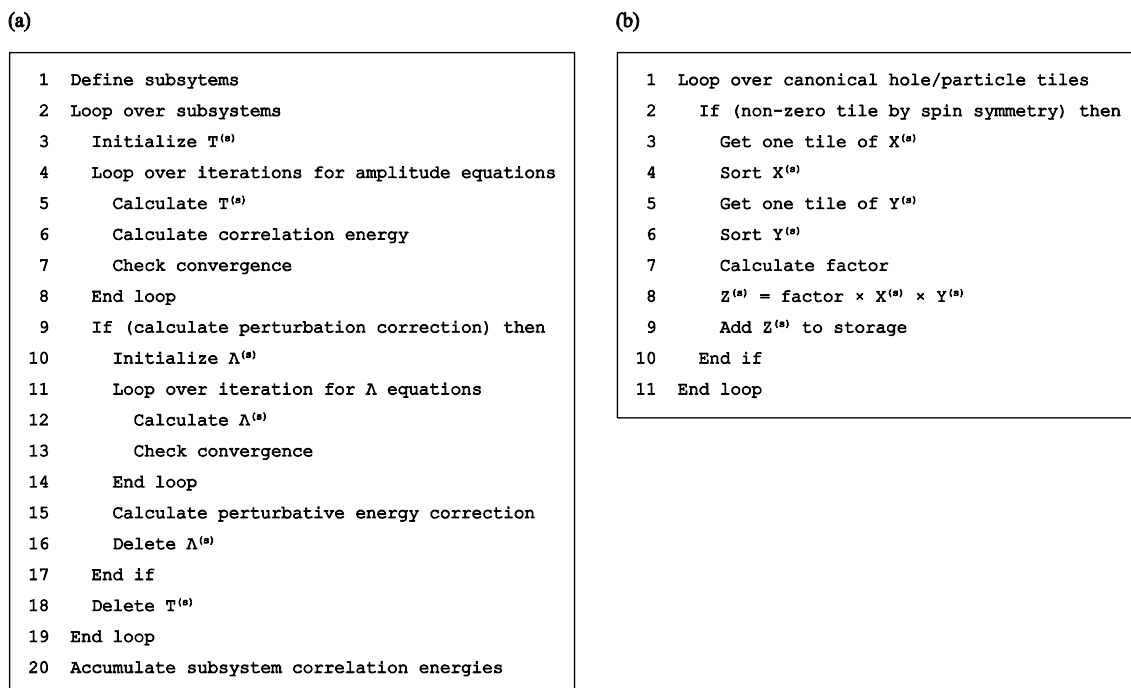 (a)
1 Define subsytems
2 Loop over subsystems
3 Initialize T⁽ˢ⁾
4 Loop over iterations for amplitude equations
5 Calculate T⁽ˢ⁾
6 Calculate correlation energy
7 Check convergence
8 End loop
9 If (calculate perturbation correction) then
10 Initialize Λ⁽ˢ⁾
11 Loop over iteration for Λ equations
12 Calculate Λ⁽ˢ⁾
13 Check convergence
14 End loop
15 Calculate perturbative energy correction
16 Delete Λ⁽ˢ⁾
17 End if
18 Delete T⁽ˢ⁾
19 End loop
20 Accumulate subsystem correlation energies
(b)
1 Loop over canonical hole/particle tiles
2 If (non-zero tile by spin symmetry) then
3 Get one tile of X⁽ˢ⁾
4 Sort X⁽ˢ⁾
5 Get one tile of Y⁽ˢ⁾
6 Sort Y⁽ˢ⁾
7 Calculate factor
8 Z⁽ˢ⁾ = factor × X⁽ˢ⁾ × Y⁽ˢ⁾
9 Add Z⁽ˢ⁾ to storage
10 End if
11 End loop